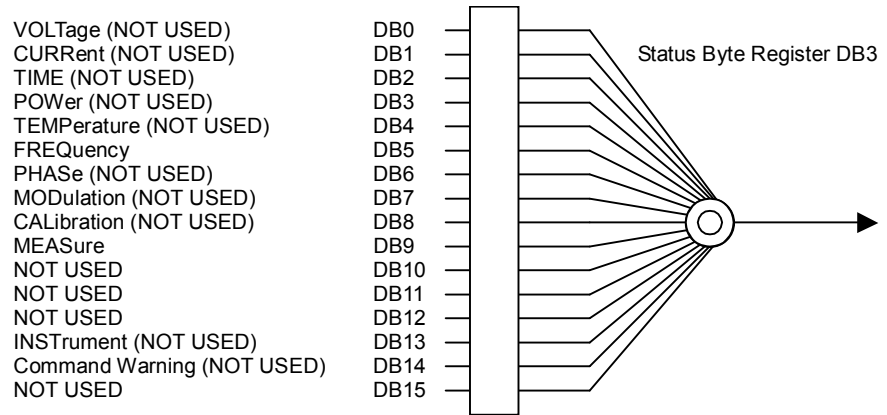 VOLTage (NOT USED) DB0
CURRent (NOT USED) DB1
Status Byte Register DB3
TIME (NOT USED) DB2
POWer (NOT USED) DB3
TEMPerature (NOT USED) DB4
FREQuency DB5
PHASe (NOT USED) DB6
MODulation (NOT USED) DB7
CALibration (NOT USED) DB8
MEASure DB9
NOT USED DB10
NOT USED DB11
NOT USED DB12
INSTrument (NOT USED) DB13
Command Warning (NOT USED) DB14
NOT USED DB15